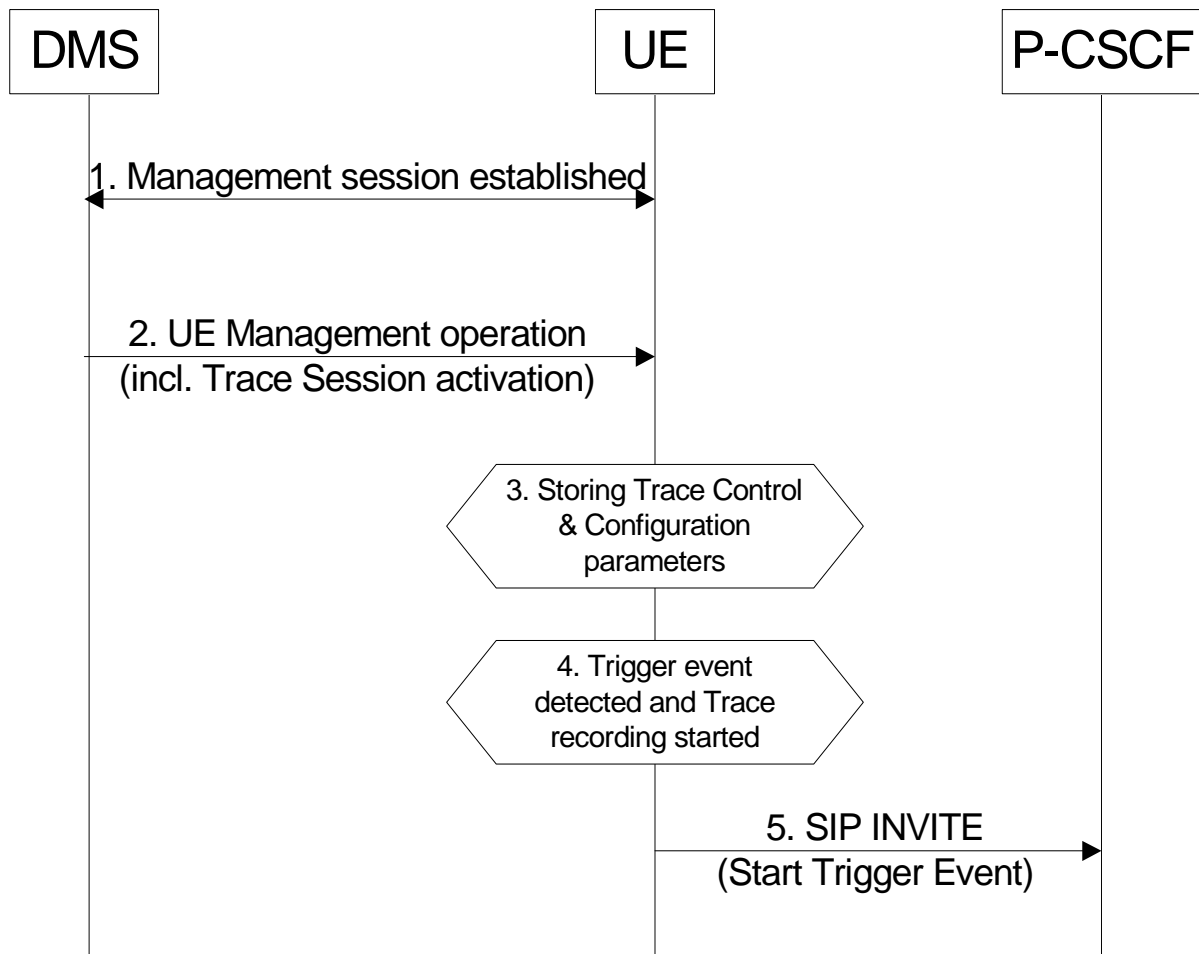 DMS
UE
P-CSCF
1. Management session established
2. UE Management operation
(incl. Trace Session activation)
3. Storing Trace Control
& Configuration
parameters
4. Trigger event
detected and Trace
recording started
5. SIP INVITE
(Start Trigger Event)